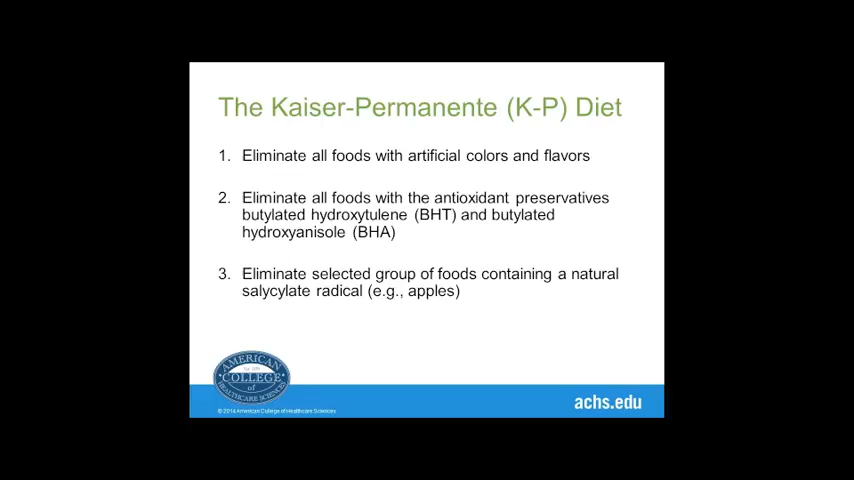 The Kaiser-Permanente (K-P) Diet
1. Eliminate all foods with artificial colors and flavors
2. Eliminate all foods with the antioxidant preservatives
butylated hydroxytulene (BHT) and butylated
hydroxyanisole (BHA)
3. Eliminate selected group of foods containing a natural
salycylate radical (e.g., apples)
AMERICAN
COLLEGE
of
HEALTHCARE SCIENCES
© 2014 American College of Healthcare Sciences
achs.edu